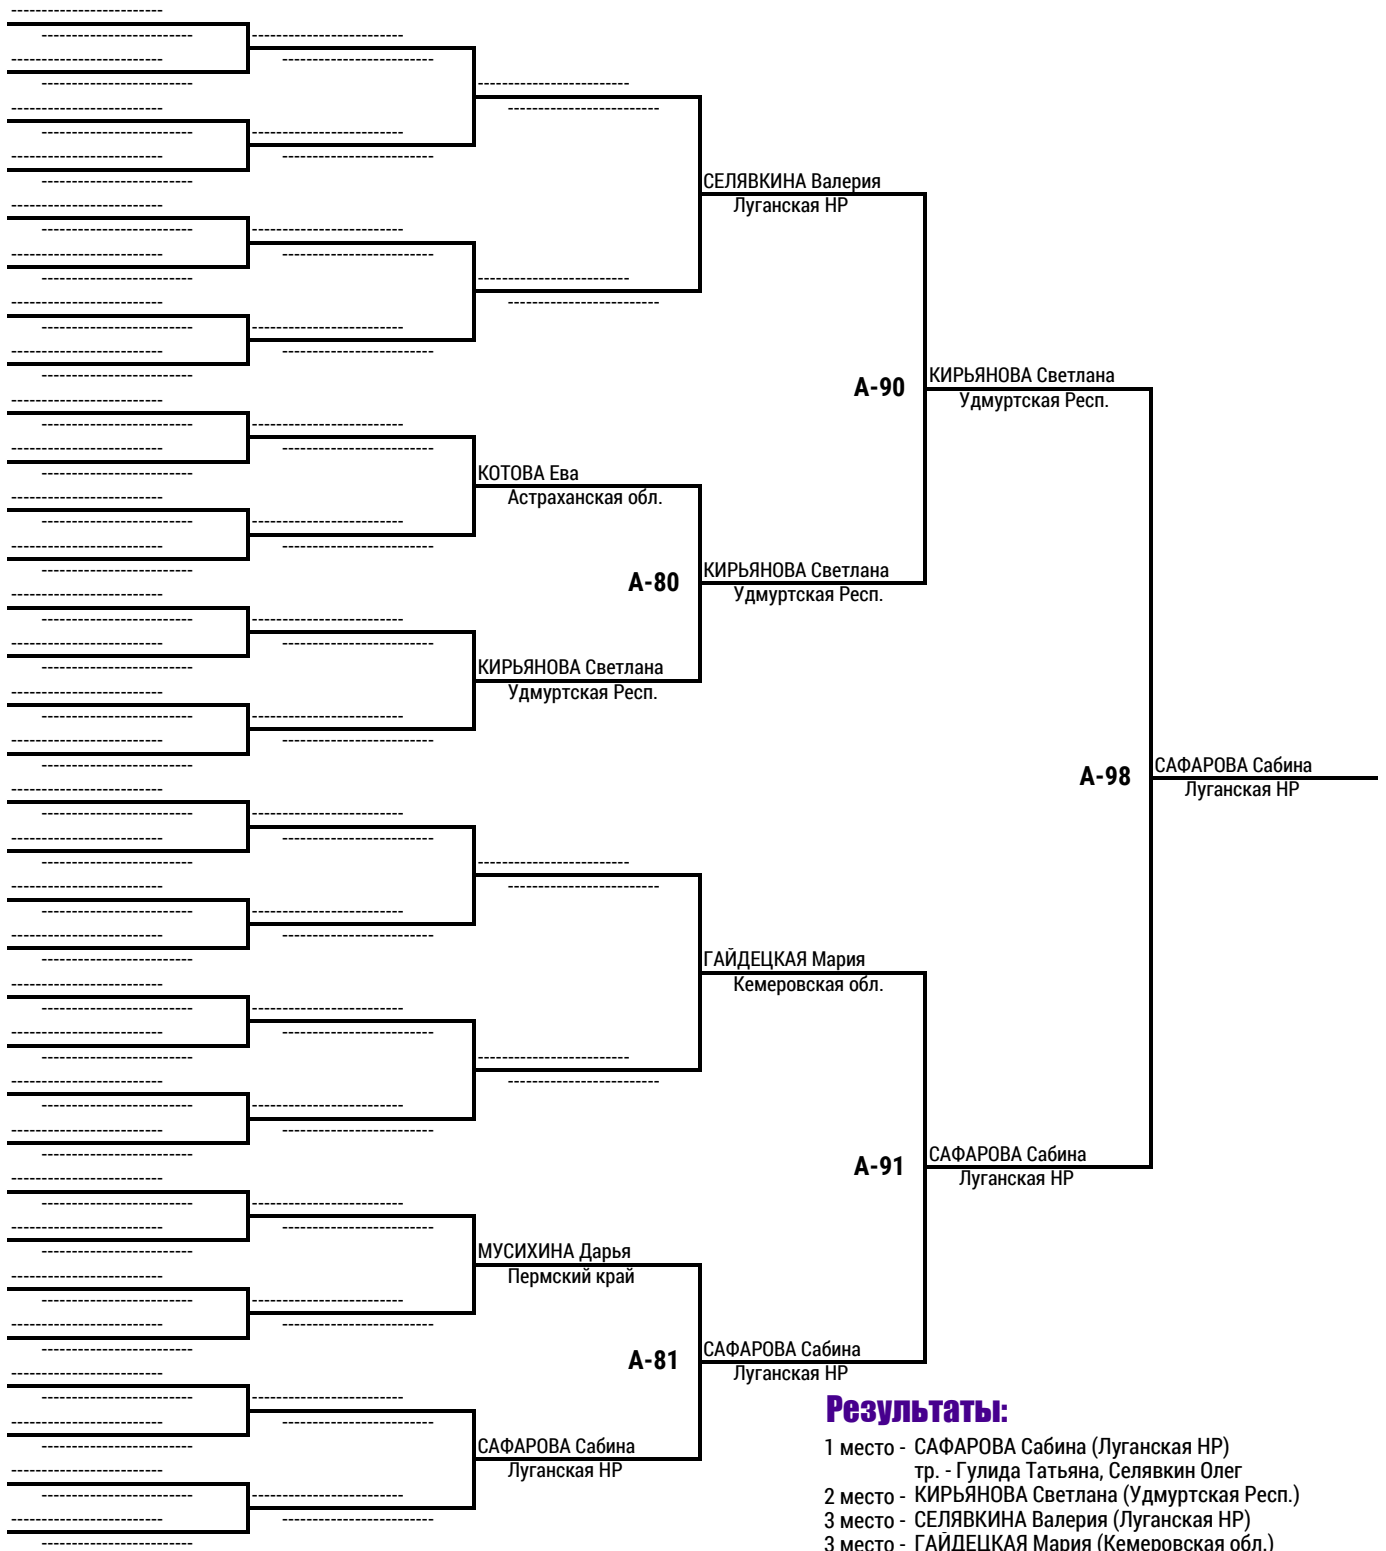 СЕЛЯВКИНА Валерия
Луганская НР
А-90
КИРЬЯНОВА Светлана
Удмуртская Респ.
КОТОВА Ева
Астраханская обл.
А-80
КИРЬЯНОВА Светлана
Удмуртская Респ.
КИРЬЯНОВА Светлана
Удмуртская Респ.
А-98
САФАРОВА Сабина
Луганская НР
ГАЙДЕЦКАЯ Мария
Кемеровская обл.
А-91
САФАРОВА Сабина
Луганская НР
МУСИХИНА Дарья
Пермский край
А-81
САФАРОВА Сабина
Луганская НР
САФАРОВА Сабина
Луганская НР
Результаты:
1 место - САФАРОВА Сабина (Луганская НР)
тр. - Гулида Татьяна, Селявкин Олег
2 место - КИРЬЯНОВА Светлана (Удмуртская Респ.)
3 место - СЕЛЯВКИНА Валерия (Луганская НР)
3 место - ГАЙДЕЦКАЯ Мария (Кемеровская обл.)